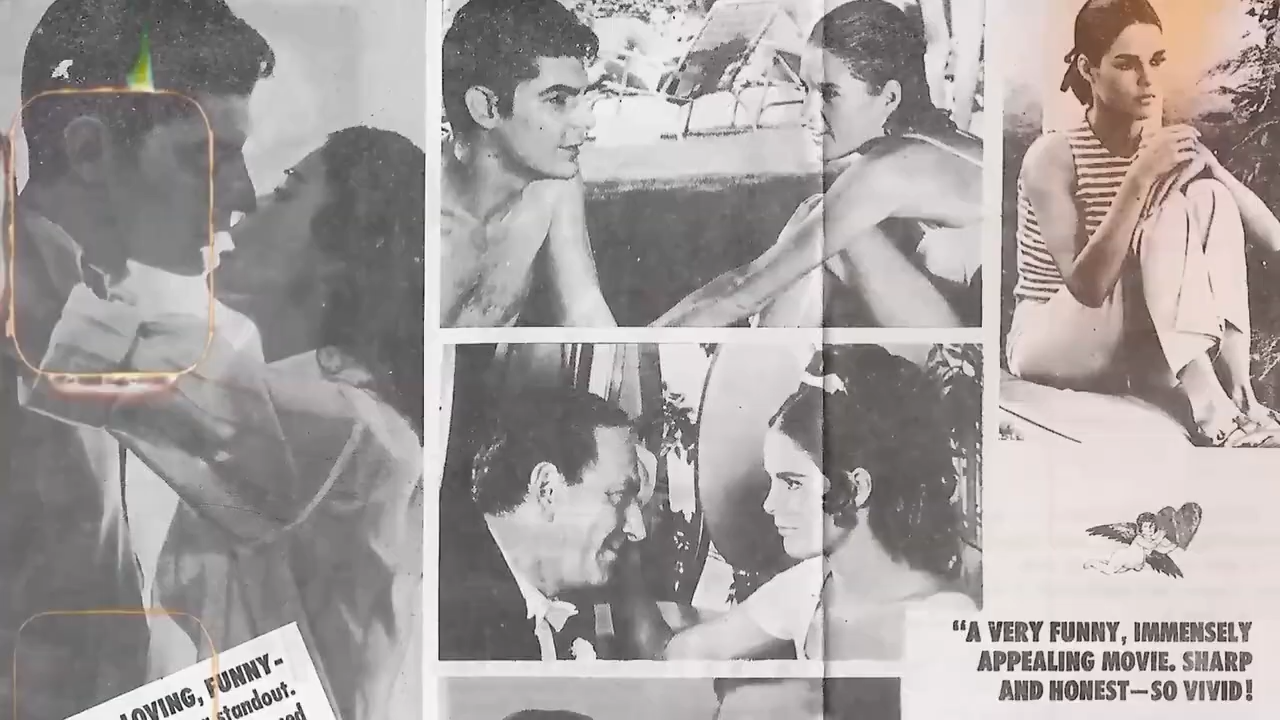 LOVING, FUNNY-
standout.
“A VERY FUNNY, IMMENSELY
APPEALING MOVIE. SHARP
AND HONEST—SO VIVID!